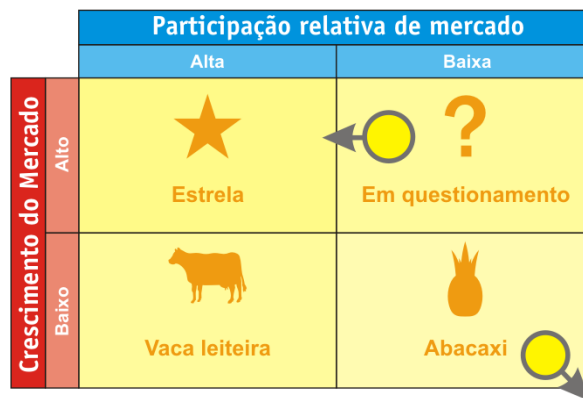 Participação relativa de mercado
Alta
Baixa
Crescimento do Mercado
Alto
?
Estrela
Em questionamento
Baixo
Vaca leiteira
Abacaxi